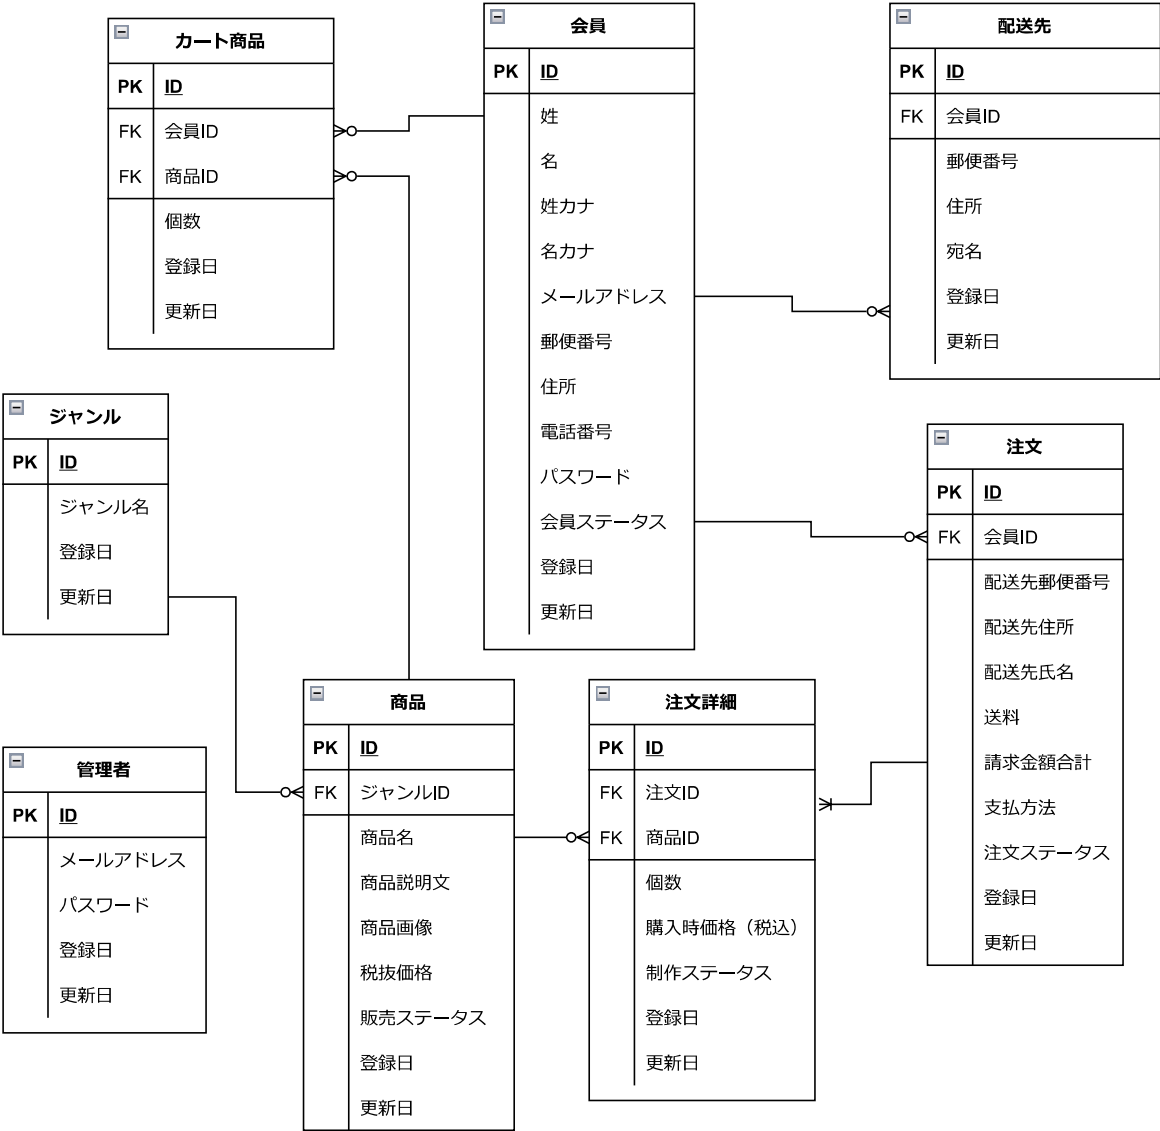 カート商品
PK ID
FK 会員ID
FK 商品ID
個数
登録日
更新日
会員
PK ID
姓
名
姓カナ
名カナ
メールアドレス
郵便番号
住所
電話番号
パスワード
会員ステータス
登録日
更新日
配送先
PK ID
FK 会員ID
郵便番号
住所
宛名
登録日
更新日
ジャンル
PK ID
ジャンル名
登録日
更新日
注文
PK ID
FK 会員ID
配送先郵便番号
配送先住所
配送先氏名
送料
請求金額合計
支払方法
注文ステータス
登録日
更新日
管理者
PK ID
メールアドレス
パスワード
登録日
更新日
商品
PK ID
FK ジャンルID
商品名
商品説明文
商品画像
税抜価格
販売ステータス
登録日
更新日
注文詳細
PK ID
FK 注文ID
FK 商品ID
個数
購入時価格（税込）
制作ステータス
登録日
更新日